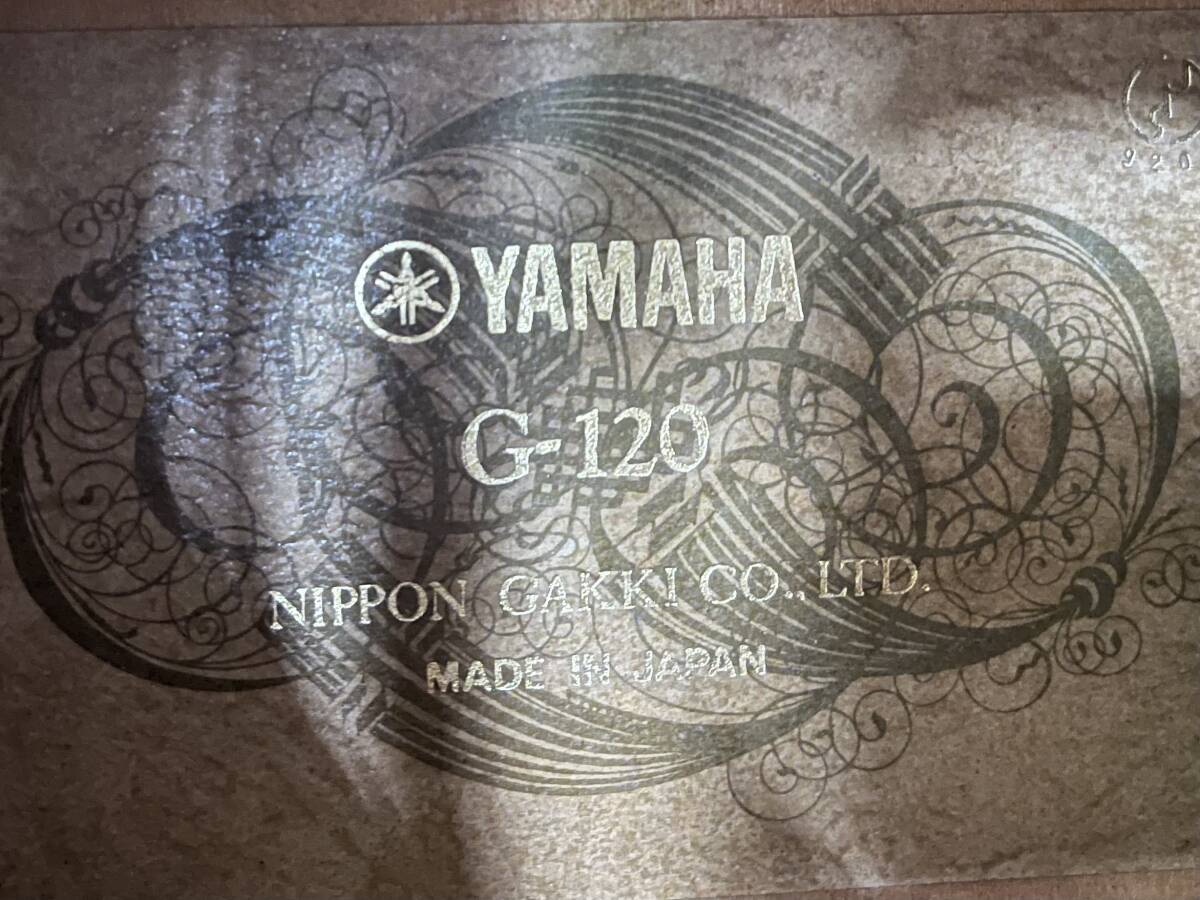 YAMAHA
G-120
NIPPON GAKKI CO., LTD.
MADE IN JAPAN